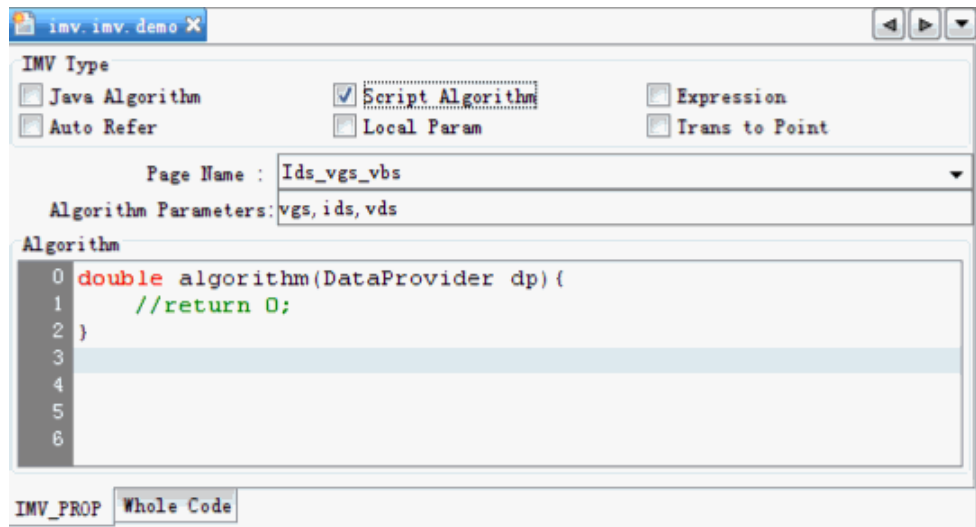 imv.imv.demo
IMV Type
Java Algorithm Script Algorithm Expression
Auto Refer Local Param Trans to Point
Page Name : Ids_vgs_vbs
Algorithm Parameters: vgs,ids,vds
Algorithm
0 double algorithm(DataProvider dp){
1 //return 0;
2 }
3
4
5
6
IMV_PROP Whole Code